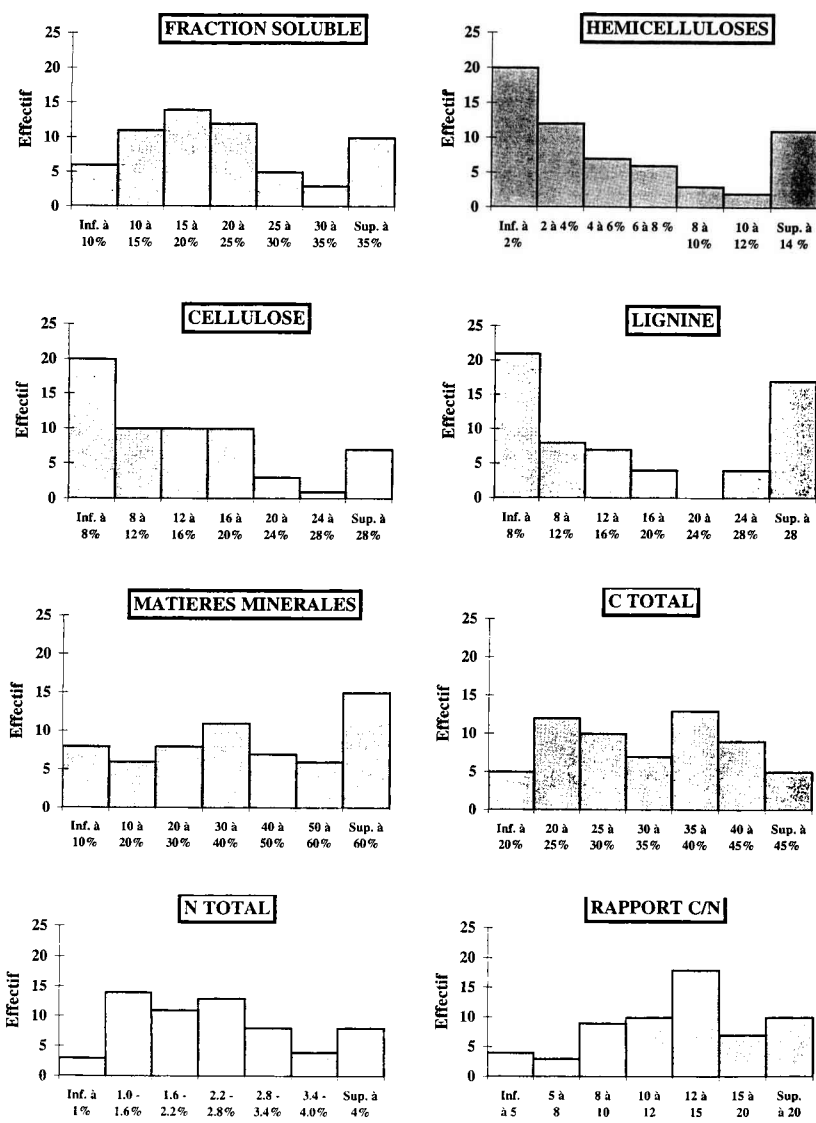 FRACTION SOLUBLE
25
20
15
10
5
0
Effectif
Inf. à 10 à 15 à 20 à 25 à 30 à Sup. à
10% 15% 20% 25% 30% 35% 35%
HEMICELLULOSES
25
20
15
10
5
0
Effectif
Inf. à 2 à 4% 4 à 6% 6 à 8 % 8 à 10 à Sup. à
2% 10% 12% 14 %
CELLULOSE
25
20
15
10
5
0
Effectif
Inf. à 8 à 12 à 16 à 20 à 24 à Sup. à
8% 12% 16% 20% 24% 28% 28%
LIGNINE
25
20
15
10
5
0
Effectif
Inf. à 8 à 12 à 16 à 20 à 24 à Sup. à
8% 12% 16% 20% 24% 28% 28
MATIERES MINERALES
25
20
15
10
5
0
Effectif
Inf. à 10 à 20 à 30 à 40 à 50 à Sup. à
10% 20% 30% 40% 50% 60% 60%
C TOTAL
25
20
15
10
5
0
Effectif
Inf. à 20 à 25 à 30 à 35 à 40 à Sup. à
20% 25% 30% 35% 40% 45% 45%
N TOTAL
25
20
15
10
5
0
Effectif
Inf. à 1.0 - 1.6 - 2.2 - 2.8 - 3.4 - Sup. à
1% 1.6% 2.2% 2.8% 3.4% 4.0% 4%
RAPPORT C/N
25
20
15
10
5
0
Effectif
Inf. 5 à 8 à 10 à 12 à 15 à Sup.
à 5 8 10 12 15 20 à 20